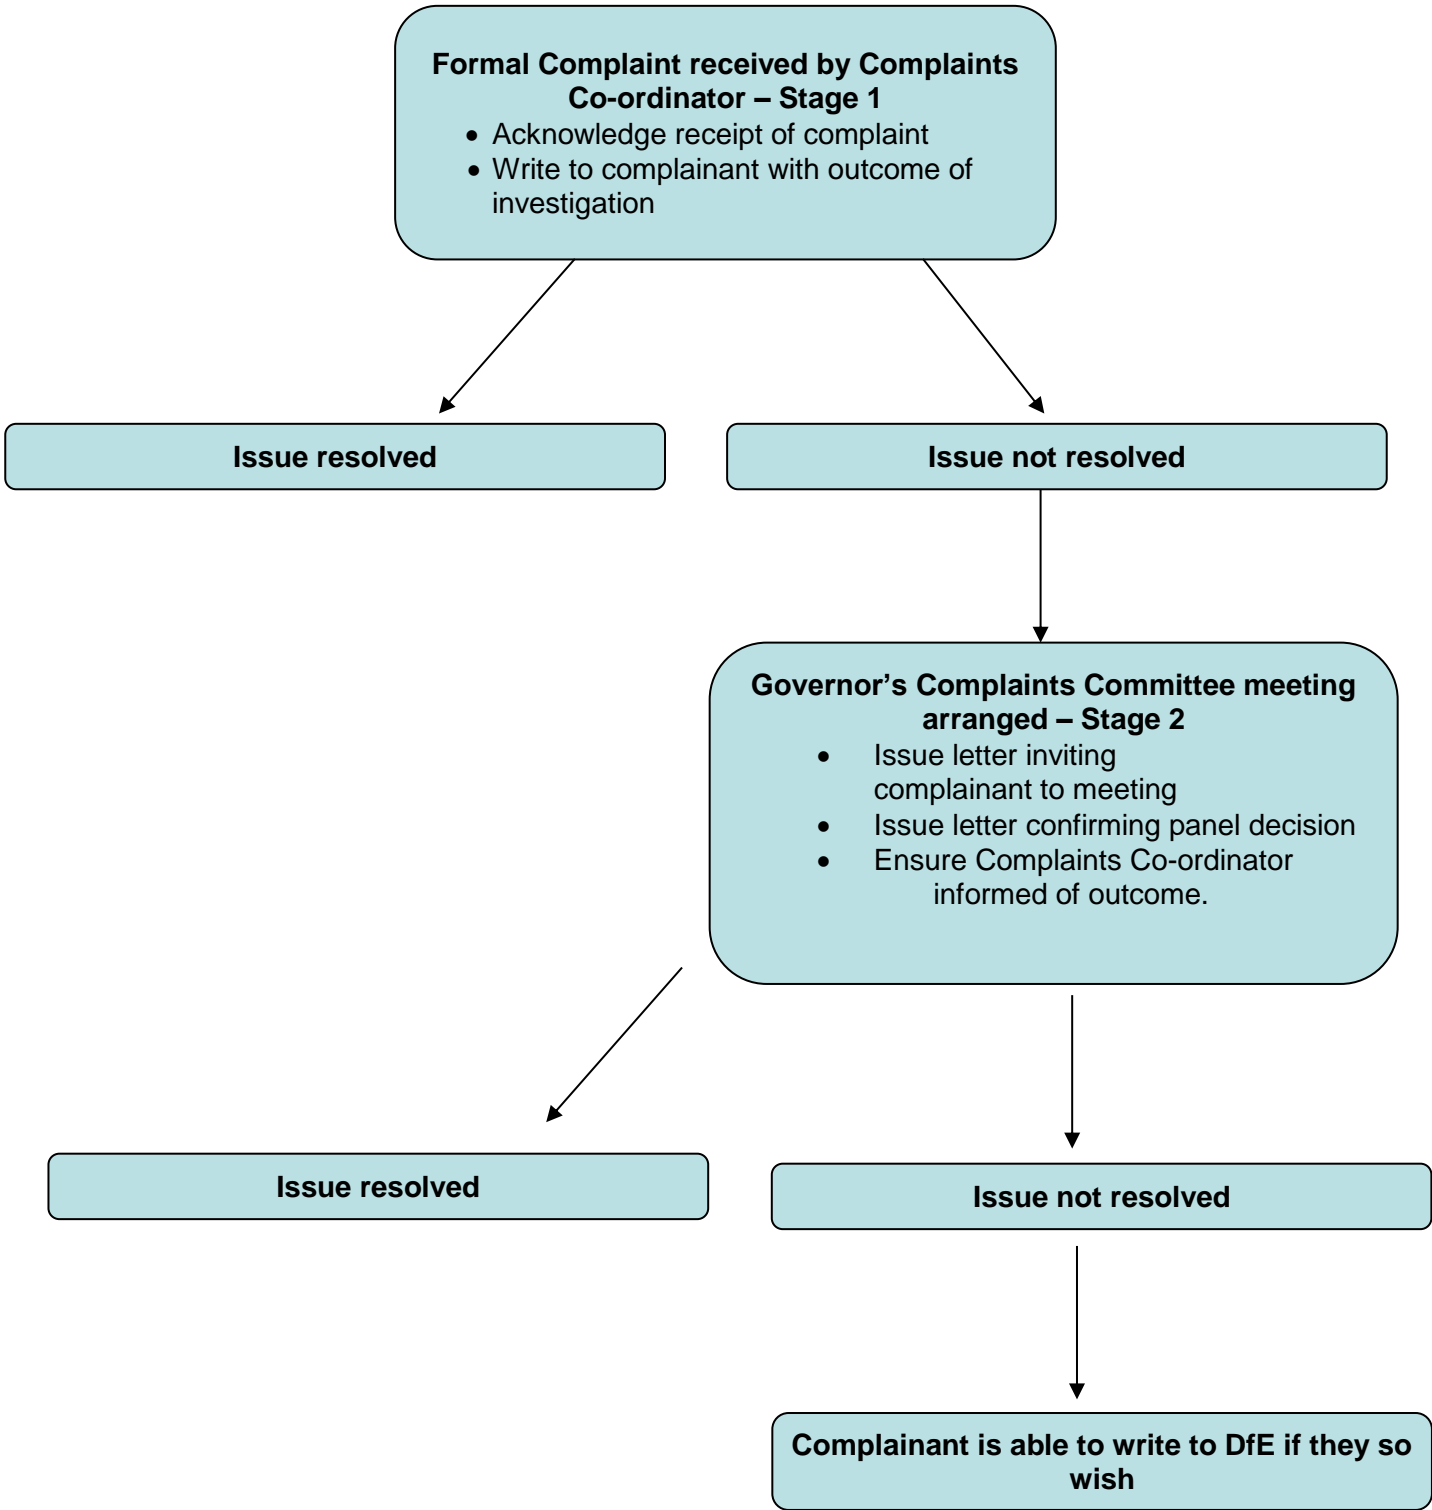 Formal Complaint received by Complaints
Co-ordinator – Stage 1
• Acknowledge receipt of complaint
• Write to complainant with outcome of
investigation
Issue resolved
Issue not resolved
Governor’s Complaints Committee meeting
arranged – Stage 2
• Issue letter inviting
complainant to meeting
• Issue letter confirming panel decision
• Ensure Complaints Co-ordinator
informed of outcome.
Issue resolved
Issue not resolved
Complainant is able to write to DfE if they so
wish